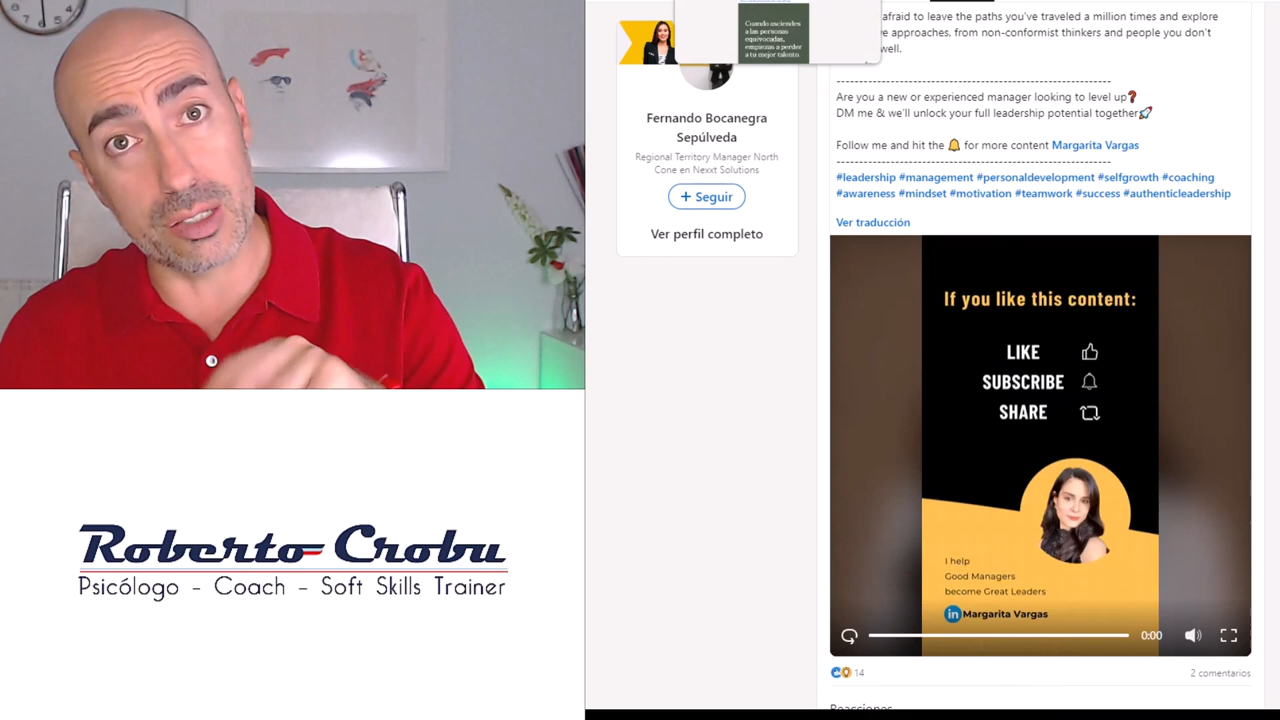 Roberto Crobu
Psicólogo - Coach - Soft Skills Trainer
Cuando asciendes
a las personas
equivocadas,
empiezas a perder
a tu mejor talento
Fernando Bocanegra
Sepúlveda
Regional Territory Manager North
Cone en Nexxt Solutions
+ Seguir
Ver perfil completo
afraid to leave the paths you've traveled a million times and explore
approaches, from non-conformist thinkers and people you don't
well.
Are you a new or experienced manager looking to level up❓
DM me & we'll unlock your full leadership potential together🚀
Follow me and hit the 🔔 for more content Margarita Vargas
#leadership #management #personaldevelopment #selfgrowth #coaching
#awareness #mindset #motivation #teamwork #success #authenticleadership
Ver traducción
If you like this content:
LIKE
SUBSCRIBE
SHARE
I help
Good Managers
become Great Leaders
in Margarita Vargas
0:00
14
2 comentarios
Reacciones